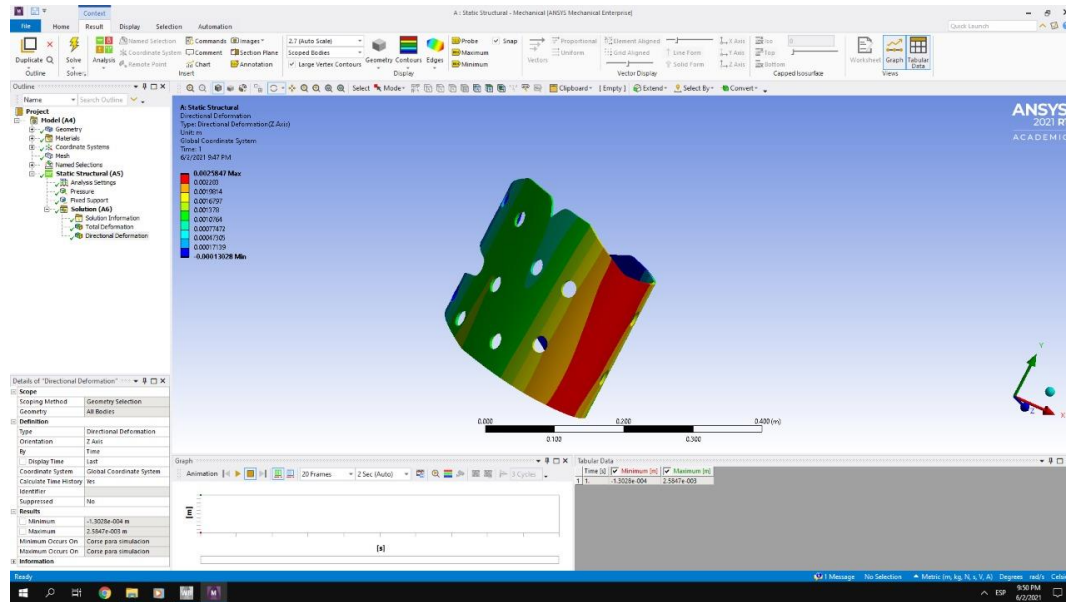 Context
A : Static Structural - Mechanical [ANSYS Mechanical Enterprise]
File Home Result Display Selection Automation
Quick Launch
Duplicate Q
Outline
Solve
Solve
Analysis
Named Selection
Coordinate System
Remote Point
Commands
Comment
Chart
Images
Section Plane
Annotation
Insert
2.7 (Auto Scale)
Scoped Bodies
Large Vertex Contours
Geometry Contours Edges
Display
Probe
Maximum
Minimum
Snap
Vectors
Proportional
Uniform
Element Aligned
Grid Aligned
Line Form
Solid Form
X Axis
Y Axis
Z Axis
Vector Display
Iso
0
Top
Bottom
Capped Isosurface
Worksheet Graph Tabular Data
Views
Outline
Name Search Outline
Project
Model (A4)
Geometry
Materials
Coordinate Systems
Mesh
Named Selections
Static Structural (A5)
Analysis Settings
Pressure
Fixed Support
Solution (A6)
Solution Information
Total Deformation
Directional Deformation
Select Mode Clipboard [ Empty ] Extend Select By Convert
A: Static Structural
Directional Deformation
Type: Directional Deformation(Z Axis)
Unit: m
Global Coordinate System
Time: 1
6/2/2021 9:47 PM
0.0025847 Max
0.002283
0.0019814
0.0016797
0.001378
0.0010764
0.00077472
0.00047305
0.00017139
-0.00013028 Min
ANSYS
2021 R1
ACADEMIC
0.000 0.200 0.400 (m)
0.100 0.300
Y
X
Z
Details of "Directional Deformation"
Scope
Scoping Method Geometry Selection
Geometry All Bodies
Definition
Type Directional Deformation
Orientation Z Axis
By Time
Display Time Last
Coordinate System Global Coordinate System
Calculate Time History Yes
Identifier
Suppressed No
Results
Minimum -1.3028e-004 m
Maximum 2.5847e-003 m
Minimum Occurs On Corse para simulacion
Maximum Occurs On Corse para simulacion
Information
Graph
Animation 20 Frames 2 Sec (Auto) 3 Cycles
[m]
[s]
Tabular Data
Time [s] Minimum [m] Maximum [m]
1 1. -1.3028e-004 2.5847e-003
Ready
1 Message No Selection Metric (m, kg, N, s, V, A) Degrees rad/s Celsi
ESP
9:50 PM
6/2/2021